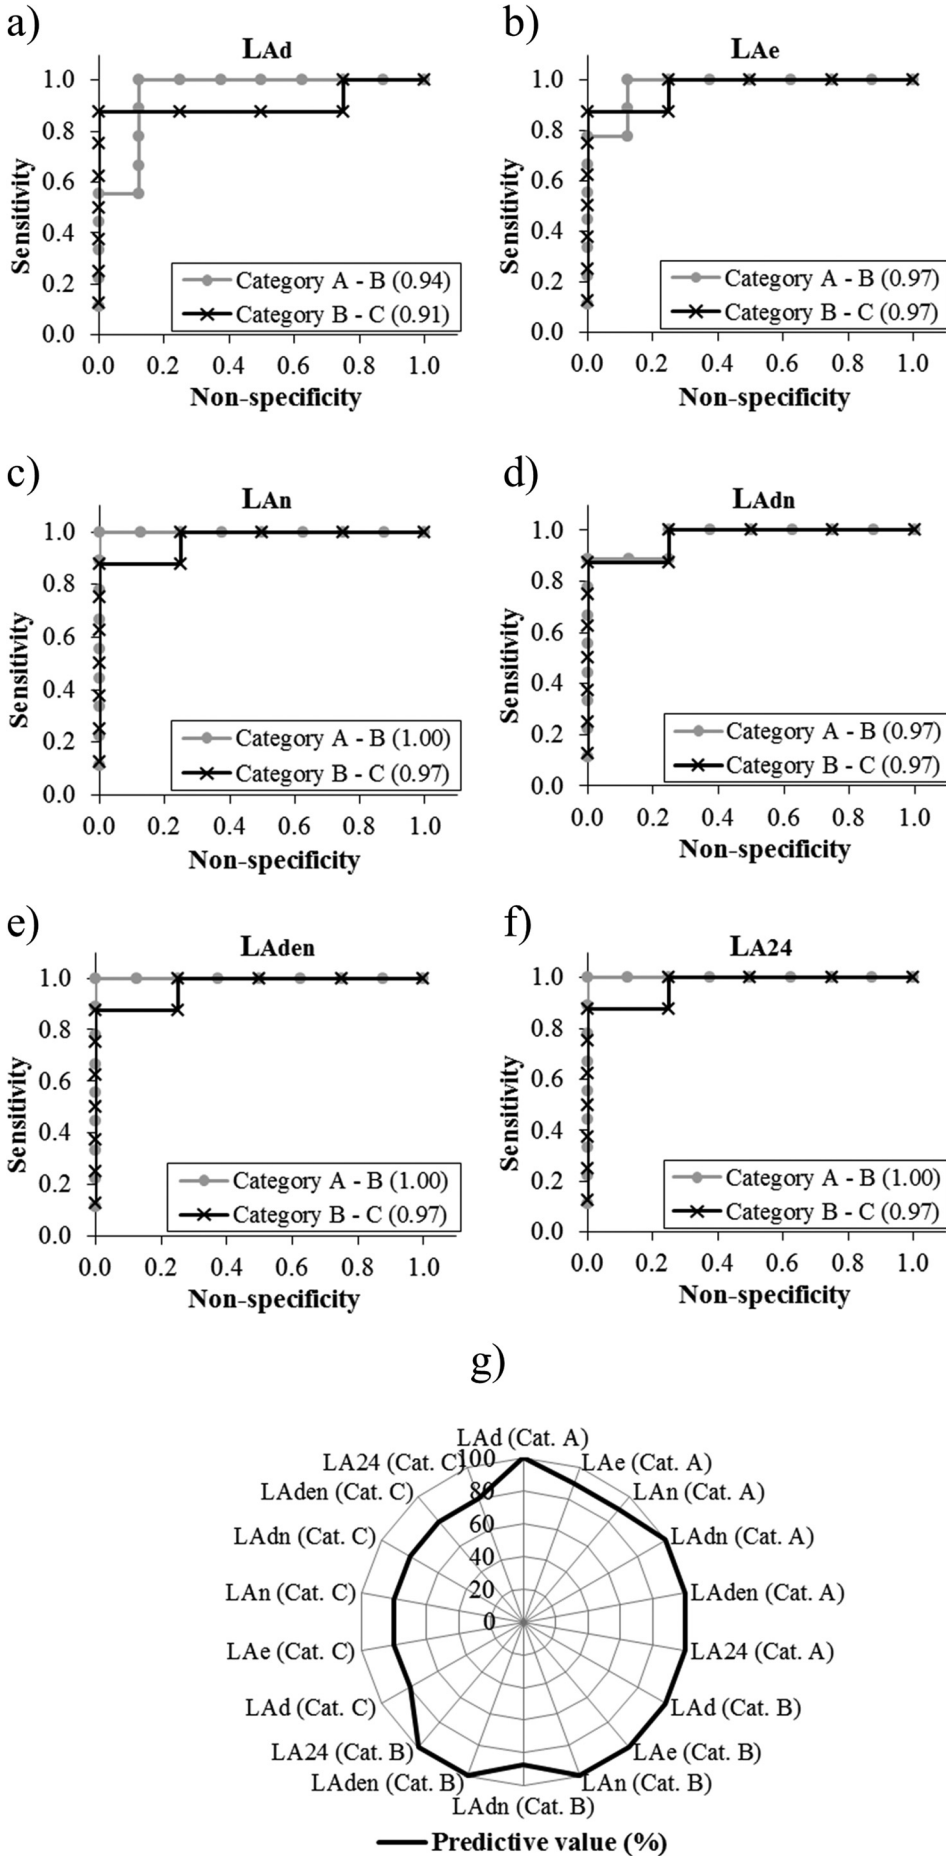 a)
LAd
1.0
0.8
0.6
0.4
0.2
0.0
Sensitivity
Category A - B (0.94)
Category B - C (0.91)
0.0 0.2 0.4 0.6 0.8 1.0
Non-specificity
b)
LAe
1.0
0.8
0.6
0.4
0.2
0.0
Sensitivity
Category A - B (0.97)
Category B - C (0.97)
0.0 0.2 0.4 0.6 0.8 1.0
Non-specificity
c)
LAn
1.0
0.8
0.6
0.4
0.2
0.0
Sensitivity
Category A - B (1.00)
Category B - C (0.97)
0.0 0.2 0.4 0.6 0.8 1.0
Non-specificity
d)
LAdn
1.0
0.8
0.6
0.4
0.2
0.0
Sensitivity
Category A - B (0.97)
Category B - C (0.97)
0.0 0.2 0.4 0.6 0.8 1.0
Non-specificity
e)
LAden
1.0
0.8
0.6
0.4
0.2
0.0
Sensitivity
Category A - B (1.00)
Category B - C (0.97)
0.0 0.2 0.4 0.6 0.8 1.0
Non-specificity
f)
LA24
1.0
0.8
0.6
0.4
0.2
0.0
Sensitivity
Category A - B (1.00)
Category B - C (0.97)
0.0 0.2 0.4 0.6 0.8 1.0
Non-specificity
g)
LAd (Cat. A)
LAe (Cat. A)
LAn (Cat. A)
LAdn (Cat. A)
LAden (Cat. A)
LA24 (Cat. A)
LAd (Cat. B)
LAe (Cat. B)
LAn (Cat. B)
LAdn (Cat. B)
LAden (Cat. B)
LA24 (Cat. B)
LAd (Cat. C)
LAe (Cat. C)
LAn (Cat. C)
LAdn (Cat. C)
LAden (Cat. C)
LA24 (Cat. C)
100
80
60
40
20
0
Predictive value (%)